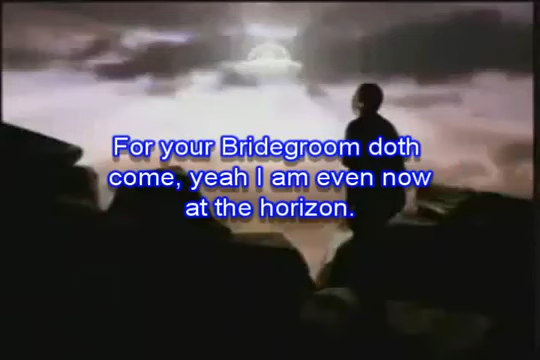 For your Bridegroom doth
come, yeah I am even now
at the horizon.